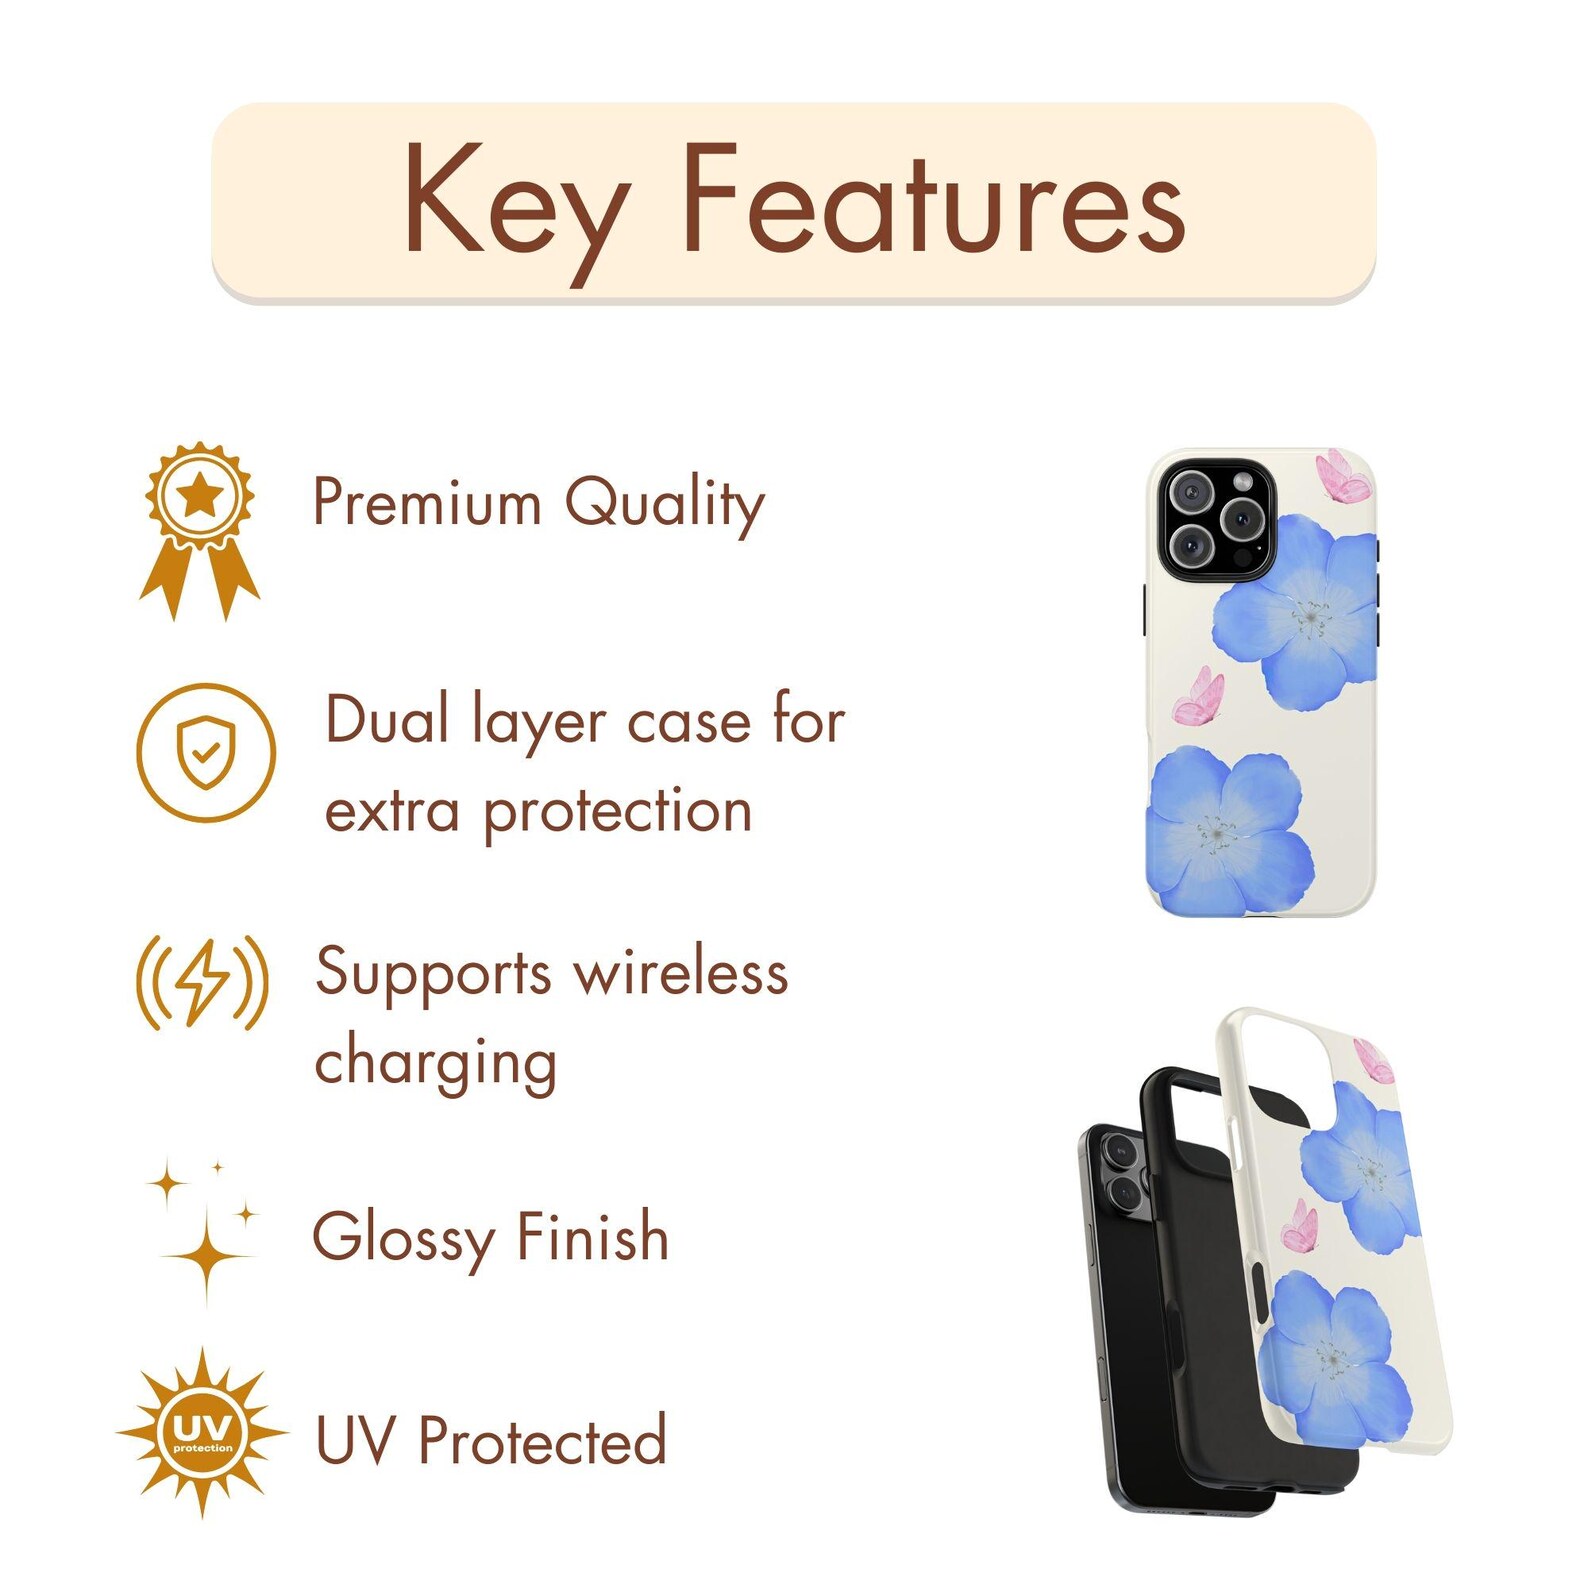 Key Features
Premium Quality
Dual layer case for
extra protection
Supports wireless
charging
Glossy Finish
UV
protection
UV Protected